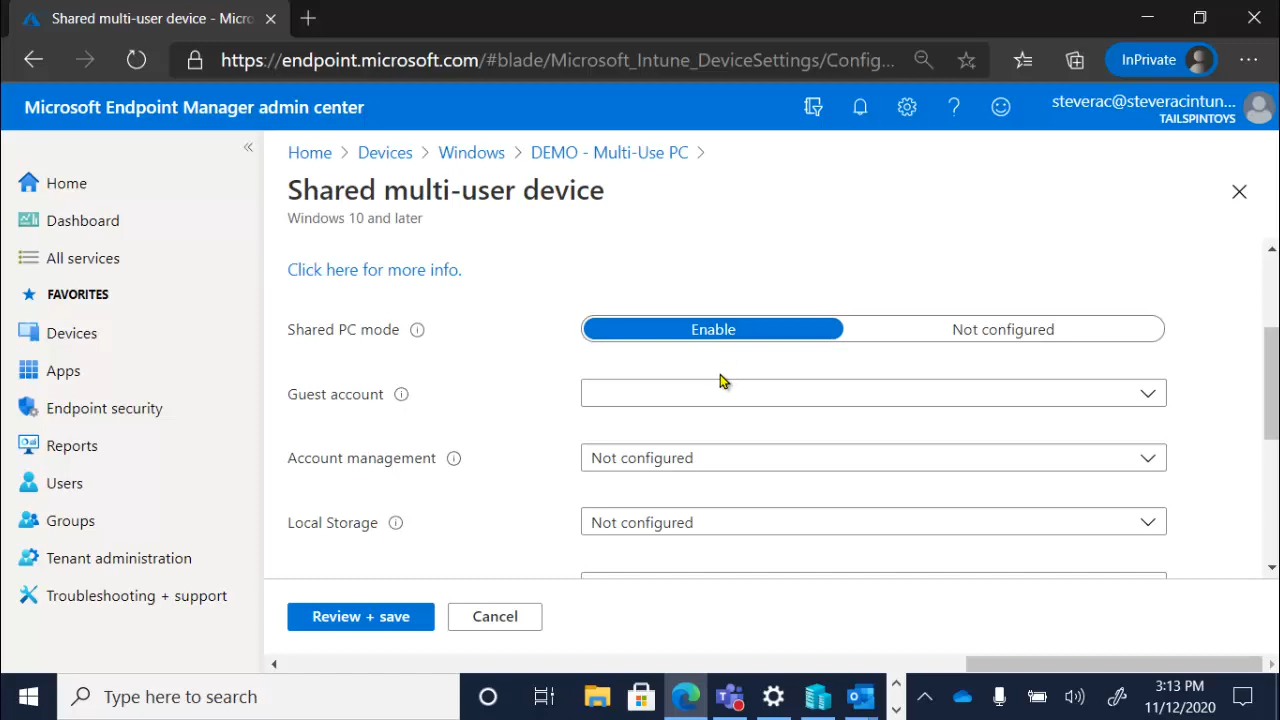 Shared multi-user device - Micro
https://endpoint.microsoft.com/#blade/Microsoft_Intune_DeviceSettings/Config...
InPrivate
Microsoft Endpoint Manager admin center
steverac@steveracintun...
TAILSPINTOYS
Home
Dashboard
All services
FAVORITES
Devices
Apps
Endpoint security
Reports
Users
Groups
Tenant administration
Troubleshooting + support
Home > Devices > Windows > DEMO - Multi-Use PC >
Shared multi-user device
Windows 10 and later
Click here for more info.
Shared PC mode
Enable
Not configured
Guest account
Account management
Not configured
Local Storage
Not configured
Review + save
Cancel
Type here to search
3:13 PM
11/12/2020